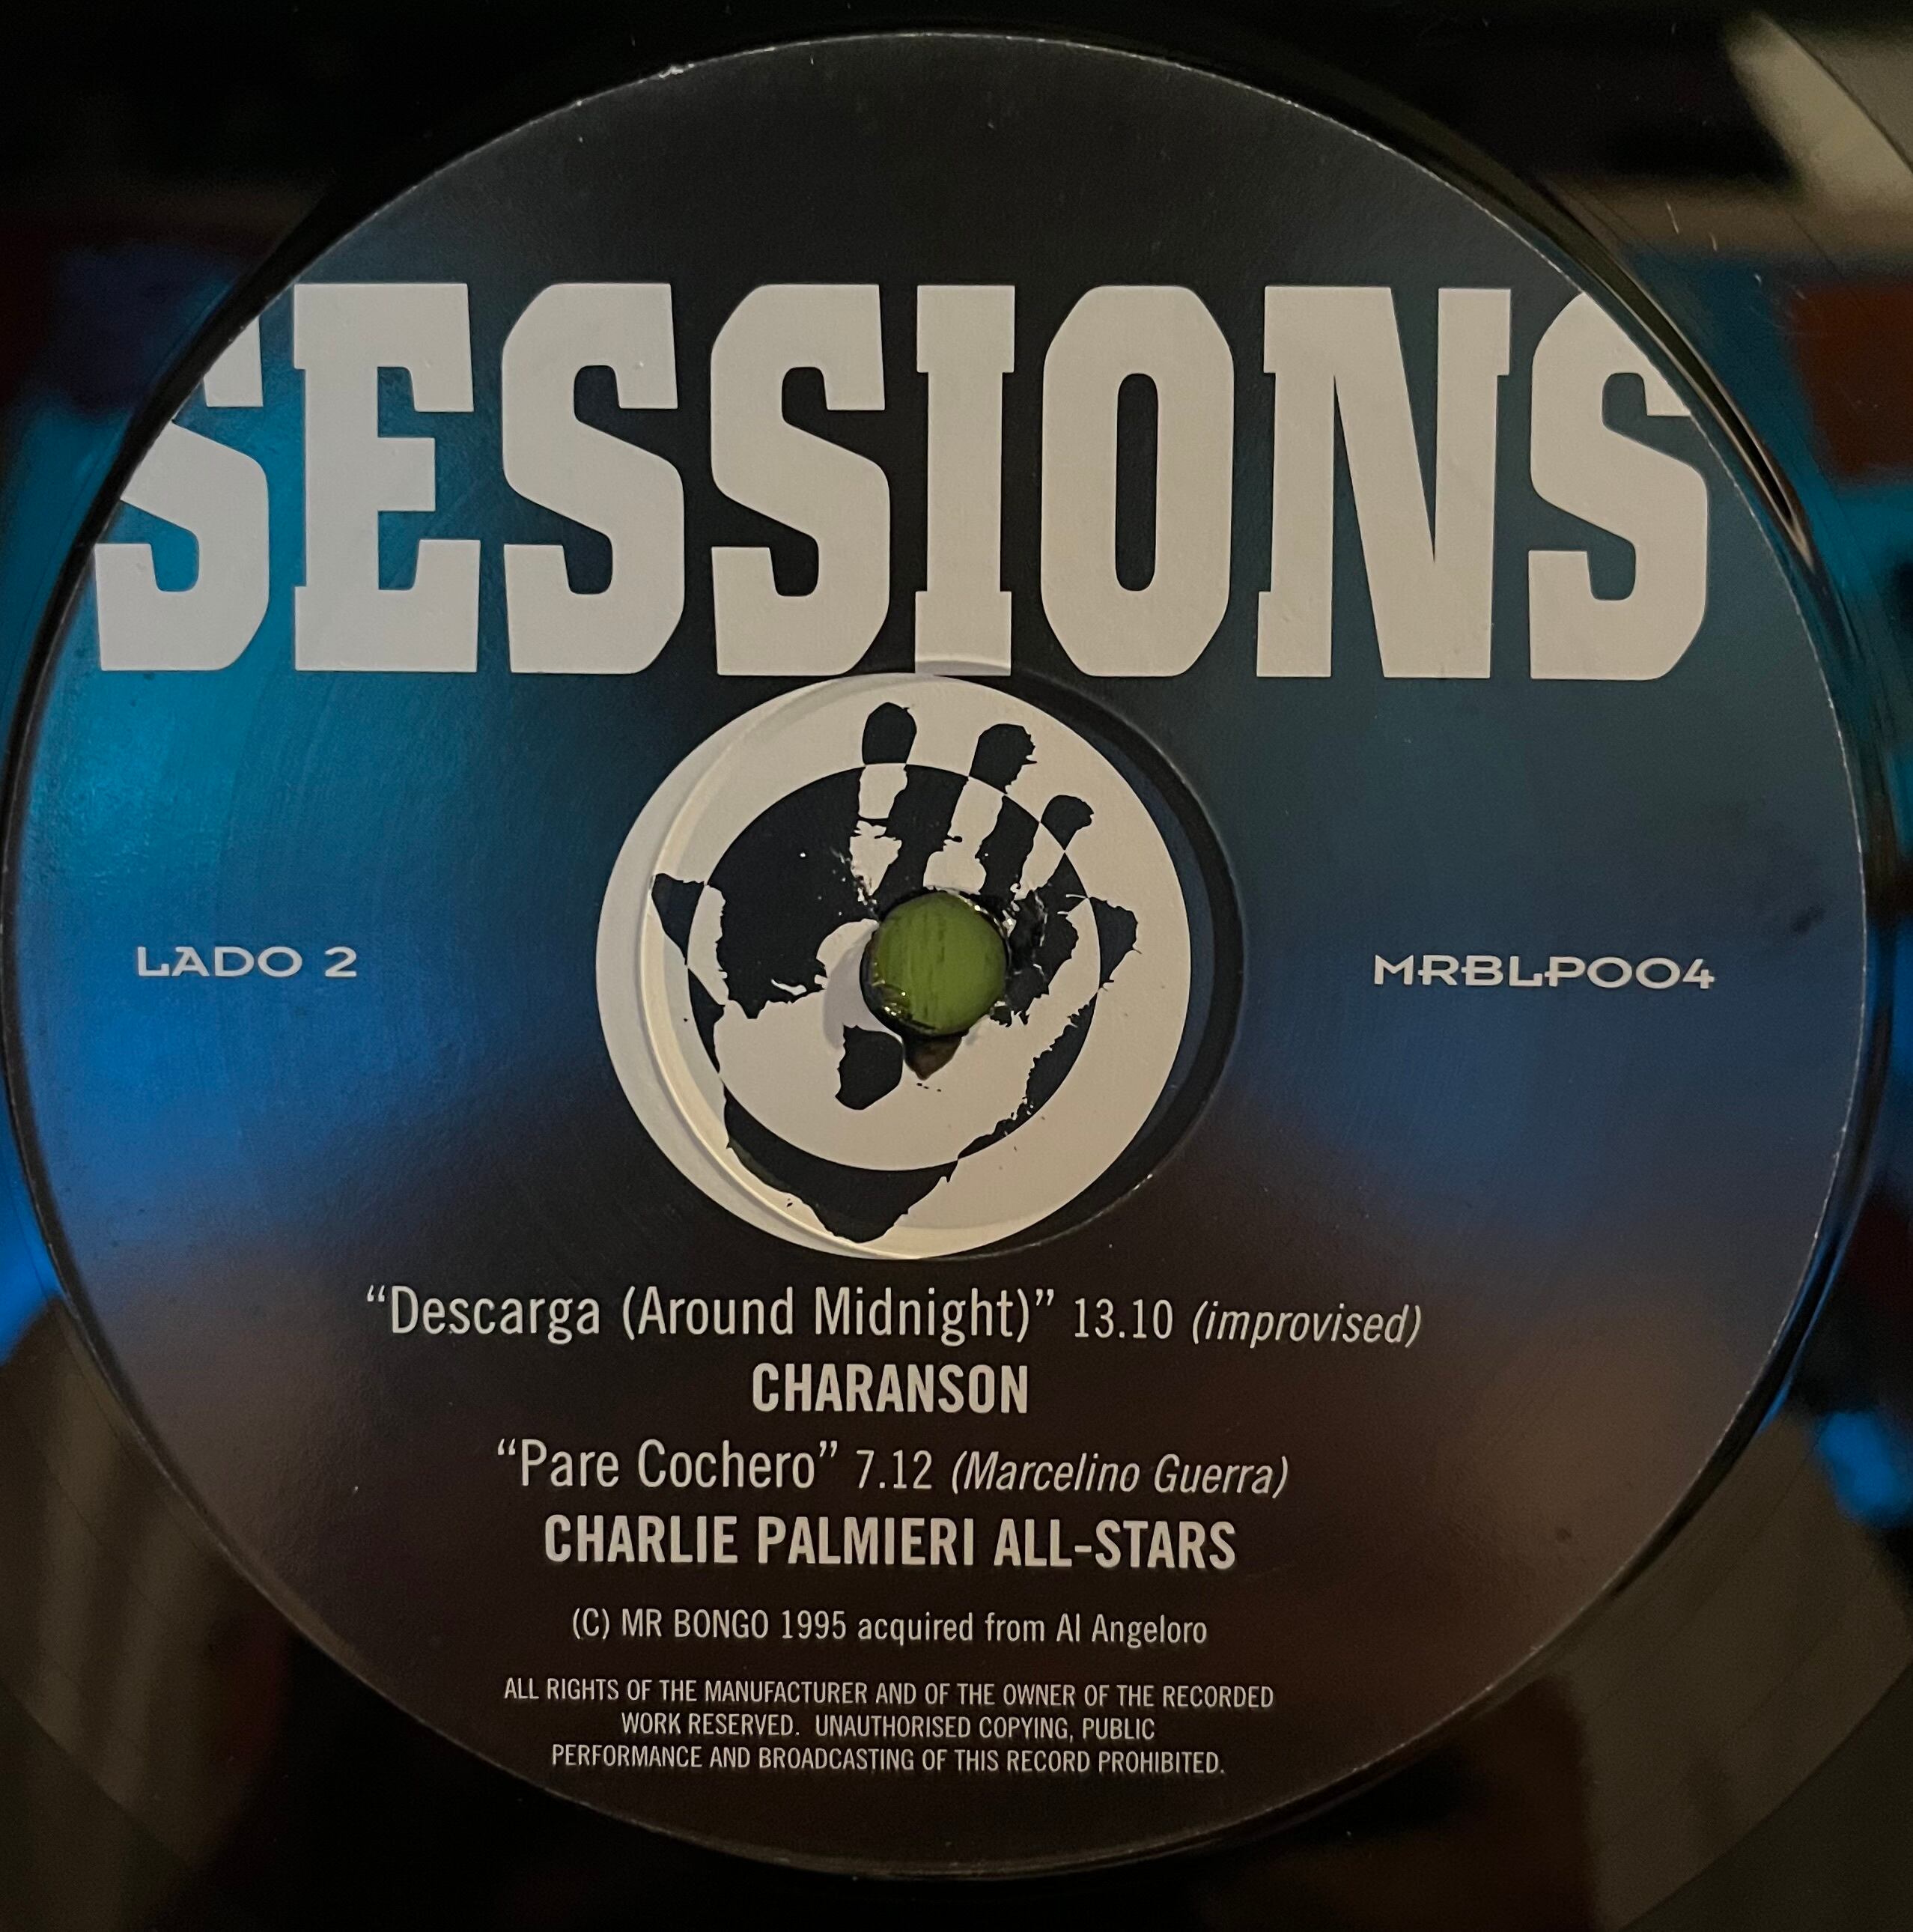 SESSIONS
LADO 2
MRBLP004
“Descarga (Around Midnight)” 13.10 (improvised)
CHARANSON
“Pare Cochero” 7.12 (Marcelino Guerra)
CHARLIE PALMIERI ALL-STARS
(C) MR BONGO 1995 acquired from Al Angeloro
ALL RIGHTS OF THE MANUFACTURER AND OF THE OWNER OF THE RECORDED
WORK RESERVED. UNAUTHORISED COPYING, PUBLIC
PERFORMANCE AND BROADCASTING OF THIS RECORD PROHIBITED.